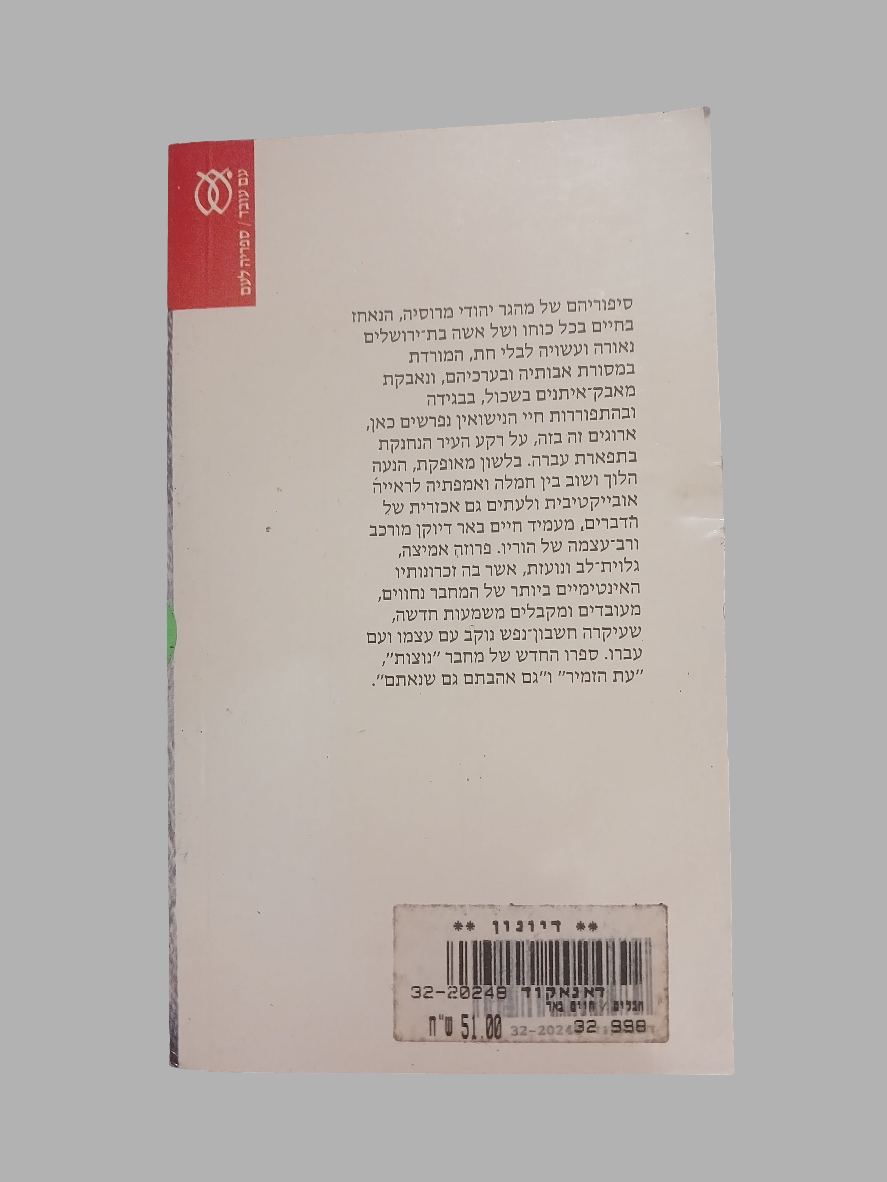 עם עובד / ספריה לעם
סיפוריהם של מהגר יהודי מרוסיה, הנאחז
בחיים בכל כוחו ושל אשה בת־ירושלים
נאורה ועשויה לבלי חת, המורדת
במסורת אבותיה ובערכיהם, ונאבקת
מאבק־איתנים בשכול, בבגידה
ובהתפוררות חיי הנישואין נפרשים כאן,
ארוגים זה בזה, על רקע העיר הנחנקת
בתפארת עברה. בלשון מאופקת, הנעה
הלוך ושוב בין חמלה ואמפתיה לראייה
אובייקטיבית ולעתים גם אכזרית של
הדברים, מעמיד חיים באר דיוקן מורכב
ורב־עצמה של הוריו. פרוזה אמיצה,
גלוית־לב ונועזת, אשר בה זכרונותיו
האינטימיים ביותר של המחבר נחווים,
מעובדים ומקבלים משמעות חדשה,
שעיקרה חשבון־נפש נוקב עם עצמו ועם
עברו. ספרו החדש של מחבר ״נוצות״,
״עת הזמיר״ ו״גם אהבתם גם שנאתם״.
** דיונון **
דאנאקוד 32-20248
חבלים / חיים באר
32 998
51.00 ש"ח